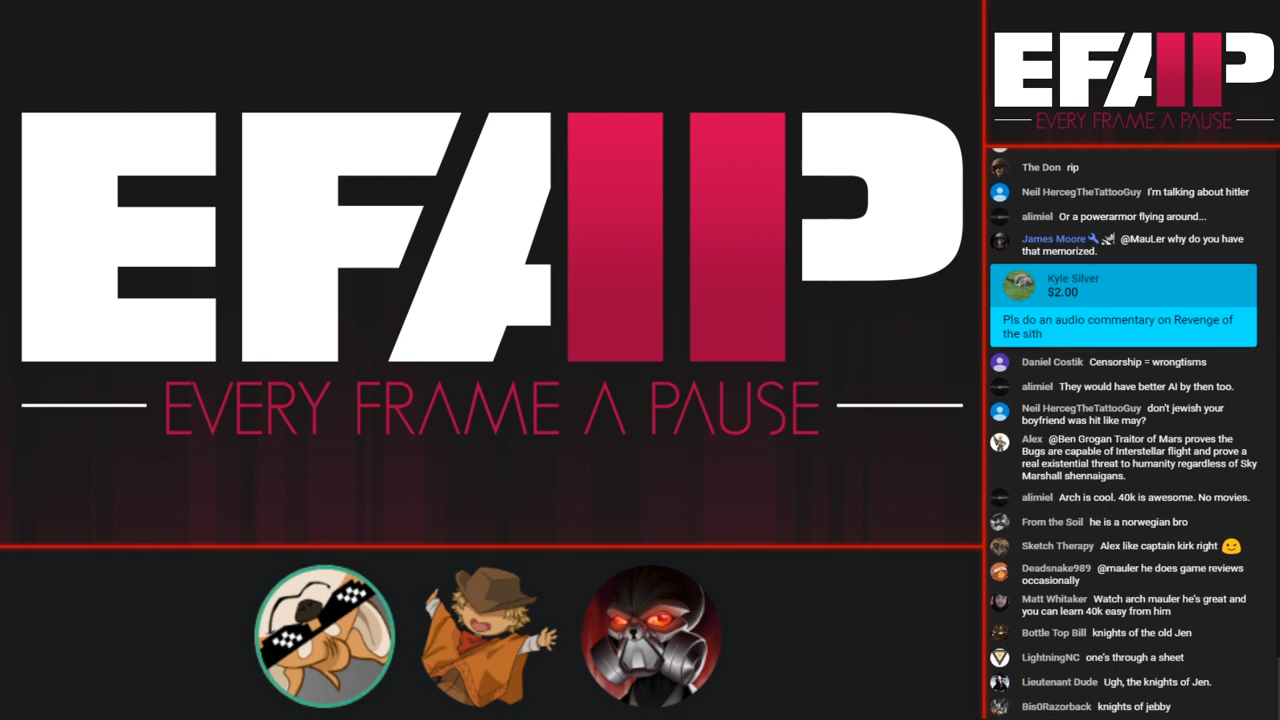 EFAP
EVERY FRAME A PAUSE
EFAP
EVERY FRAME A PAUSE
The Don rip
Neil HercegTheTattooGuy I'm talking about hitler
alimiel Or a powerarmor flying around...
James Moore @MauLer why do you have
that memorized.
Kyle Silver
$2.00
Pls do an audio commentary on Revenge of
the sith
Daniel Costik Censorship = wrongtisms
alimiel They would have better AI by then too.
Neil HercegTheTattooGuy don't jewish your
boyfriend was hit like may?
Alex @Ben Grogan Traitor of Mars proves the
Bugs are capable of Interstellar flight and prove a
real existential threat to humanity regardless of Sky
Marshall shennaigans.
alimiel Arch is cool. 40k is awesome. No movies.
From the Soil he is a norwegian bro
Sketch Therapy Alex like captain kirk right 😉
Deadsnake989 @mauler he does game reviews
occasionally
Matt Whitaker Watch arch mauler he's great and
you can learn 40k easy from him
Bottle Top Bill knights of the old Jen
LightningNC one's through a sheet
Lieutenant Dude Ugh, the knights of Jen.
Bis0Razorback knights of jebby